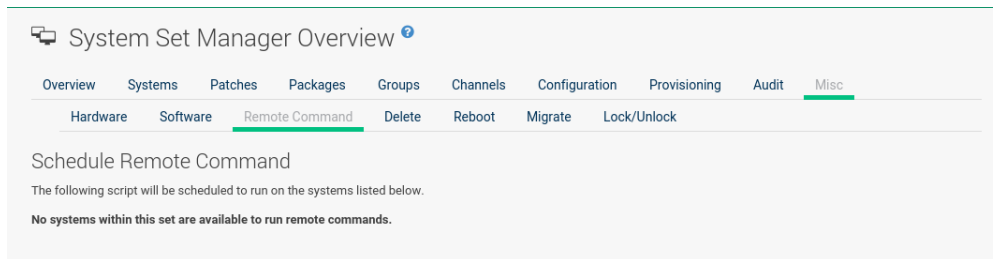 System Set Manager Overview ?
Overview Systems Patches Packages Groups Channels Configuration Provisioning Audit Misc
Hardware Software Remote Command Delete Reboot Migrate Lock/Unlock
Schedule Remote Command
The following script will be scheduled to run on the systems listed below.
No systems within this set are available to run remote commands.